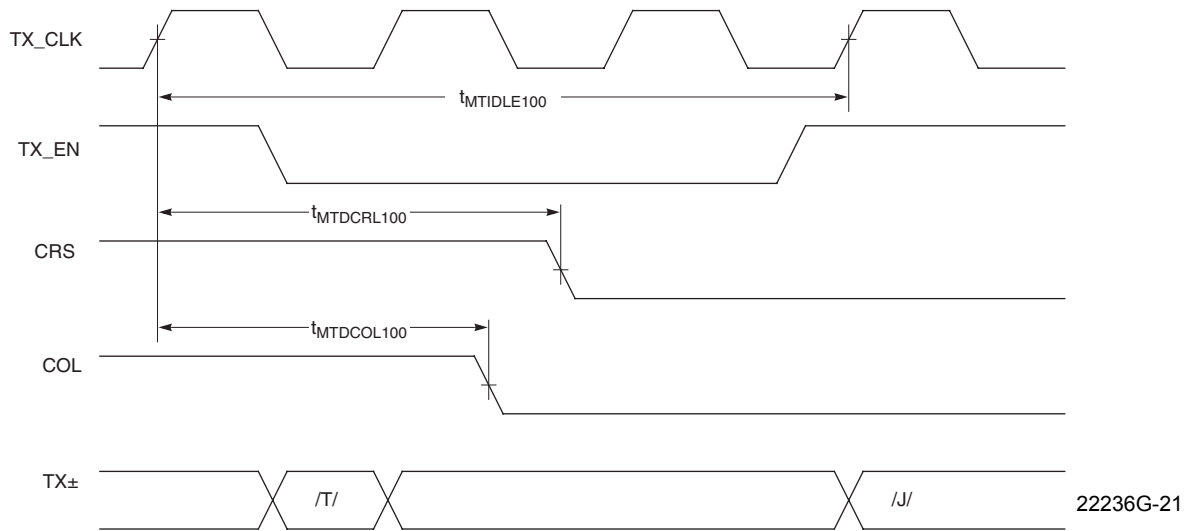 TX_CLK
tMTIDLE100
TX_EN
tMTDCRL100
CRS
tMTDCOL100
COL
TX±
/T/
/J/
22236G-21